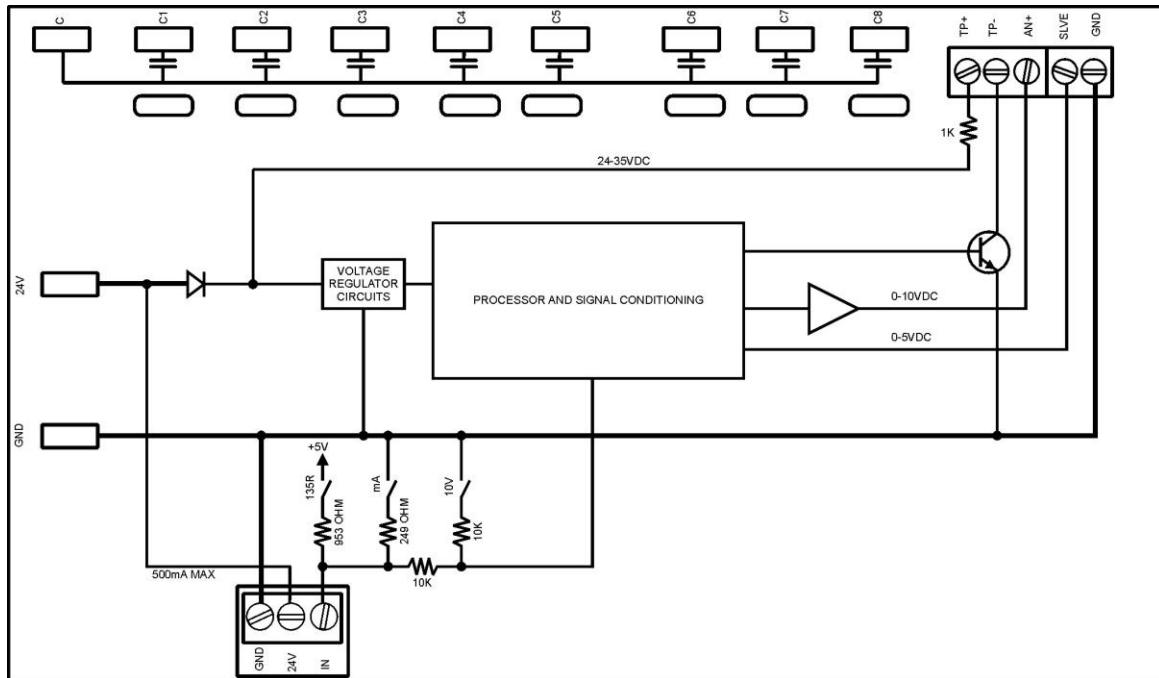 C
C1
C2
C3
C4
C5
C6
C7
C8
TP+
TP-
AN+
SLVE
GND
1K
24-35VDC
24V
VOLTAGE
REGULATOR
CIRCUITS
PROCESSOR AND SIGNAL CONDITIONING
0-10VDC
0-5VDC
GND
+5V
135R
953 OHM
mA
249 OHM
10V
10K
10K
500mA MAX
GND
24V
IN